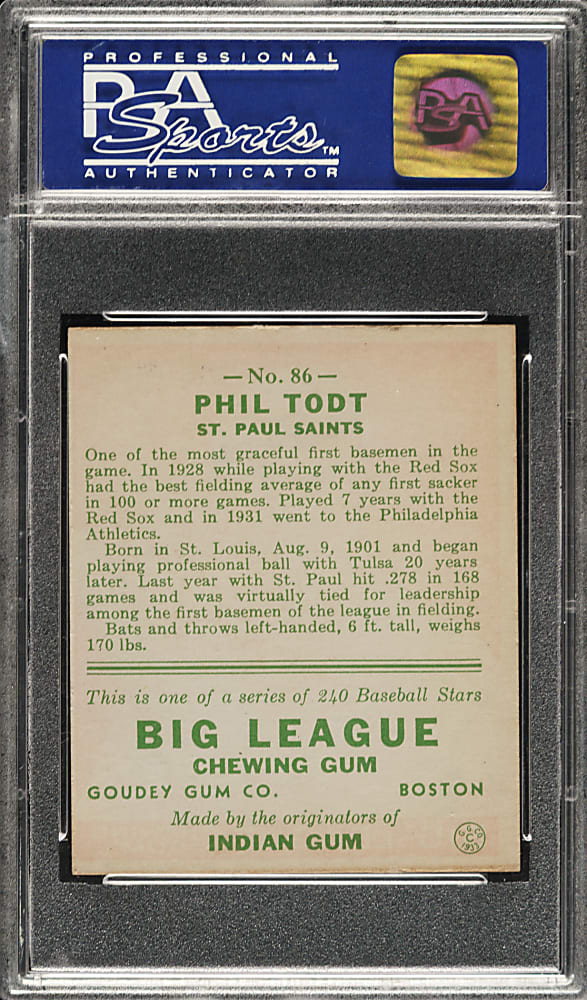 PROFESSIONAL
PSA
Sports™
AUTHENTICATOR
PSA
— No. 86 —
PHIL TODT
ST. PAUL SAINTS
One of the most graceful first basemen in the
game. In 1928 while playing with the Red Sox
had the best fielding average of any first sacker
in 100 or more games. Played 7 years with the
Red Sox and in 1931 went to the Philadelphia
Athletics.
Born in St. Louis, Aug. 9, 1901 and began
playing professional ball with Tulsa 20 years
later. Last year with St. Paul hit .278 in 168
games and was virtually tied for leadership
among the first basemen of the league in fielding.
Bats and throws left-handed, 6 ft. tall, weighs
170 lbs.
This is one of a series of 240 Baseball Stars
BIG LEAGUE
CHEWING GUM
GOUDEY GUM CO. BOSTON
Made by the originators of
INDIAN GUM
G.G.CO.
C
1933